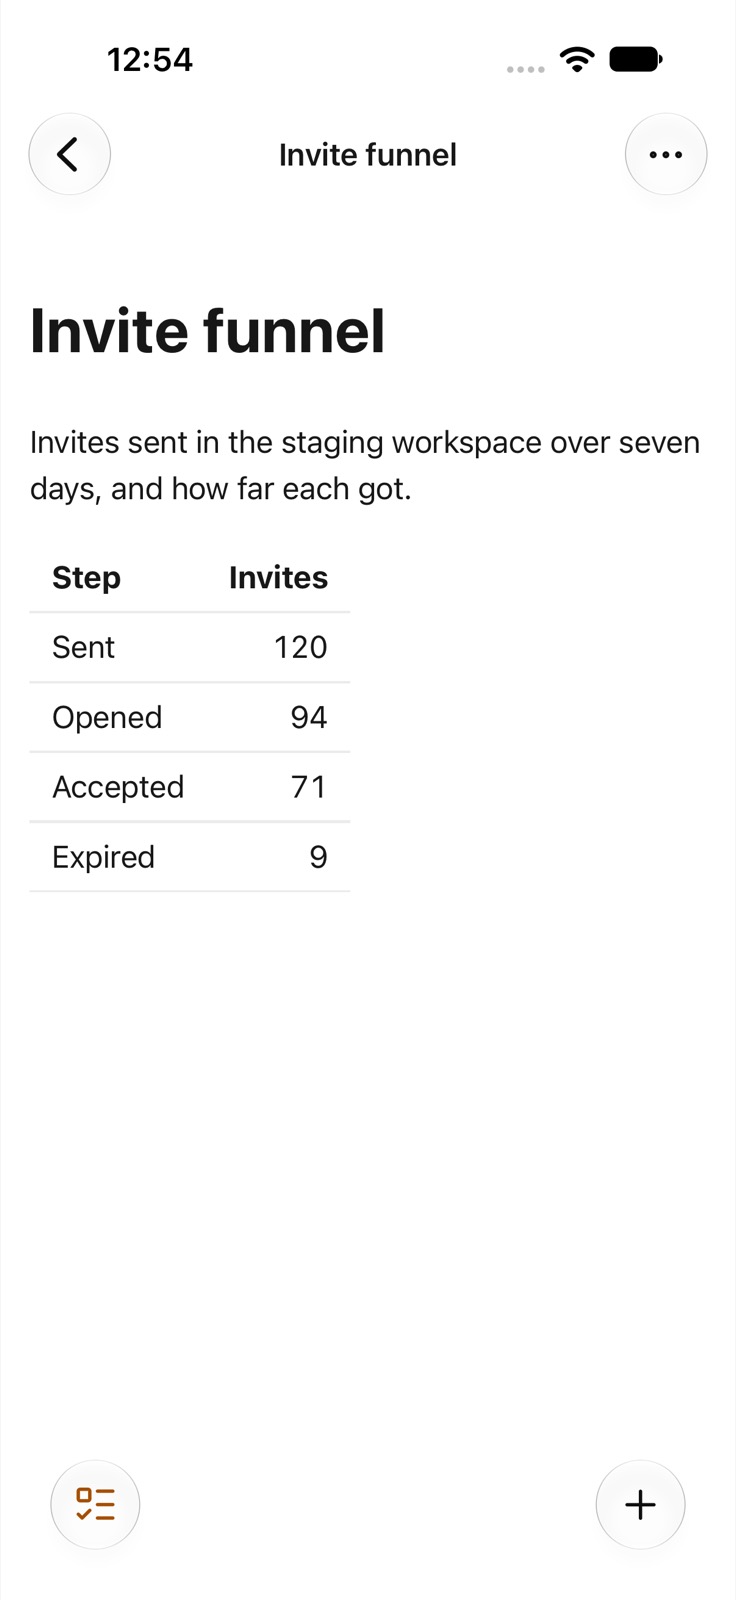 12:54
Invite funnel
Invite funnel
Invites sent in the staging workspace over seven
days, and how far each got.
Step Invites
Sent 120
Opened 94
Accepted 71
Expired 9